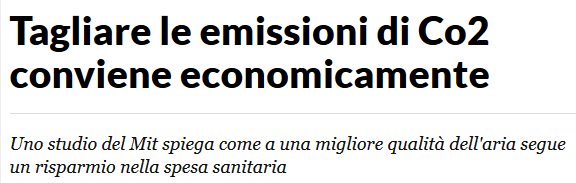 Tagliare le emissioni di Co2
conviene economicamente
Uno studio del Mit spiega come a una migliore qualità dell'aria segue
un risparmio nella spesa sanitaria